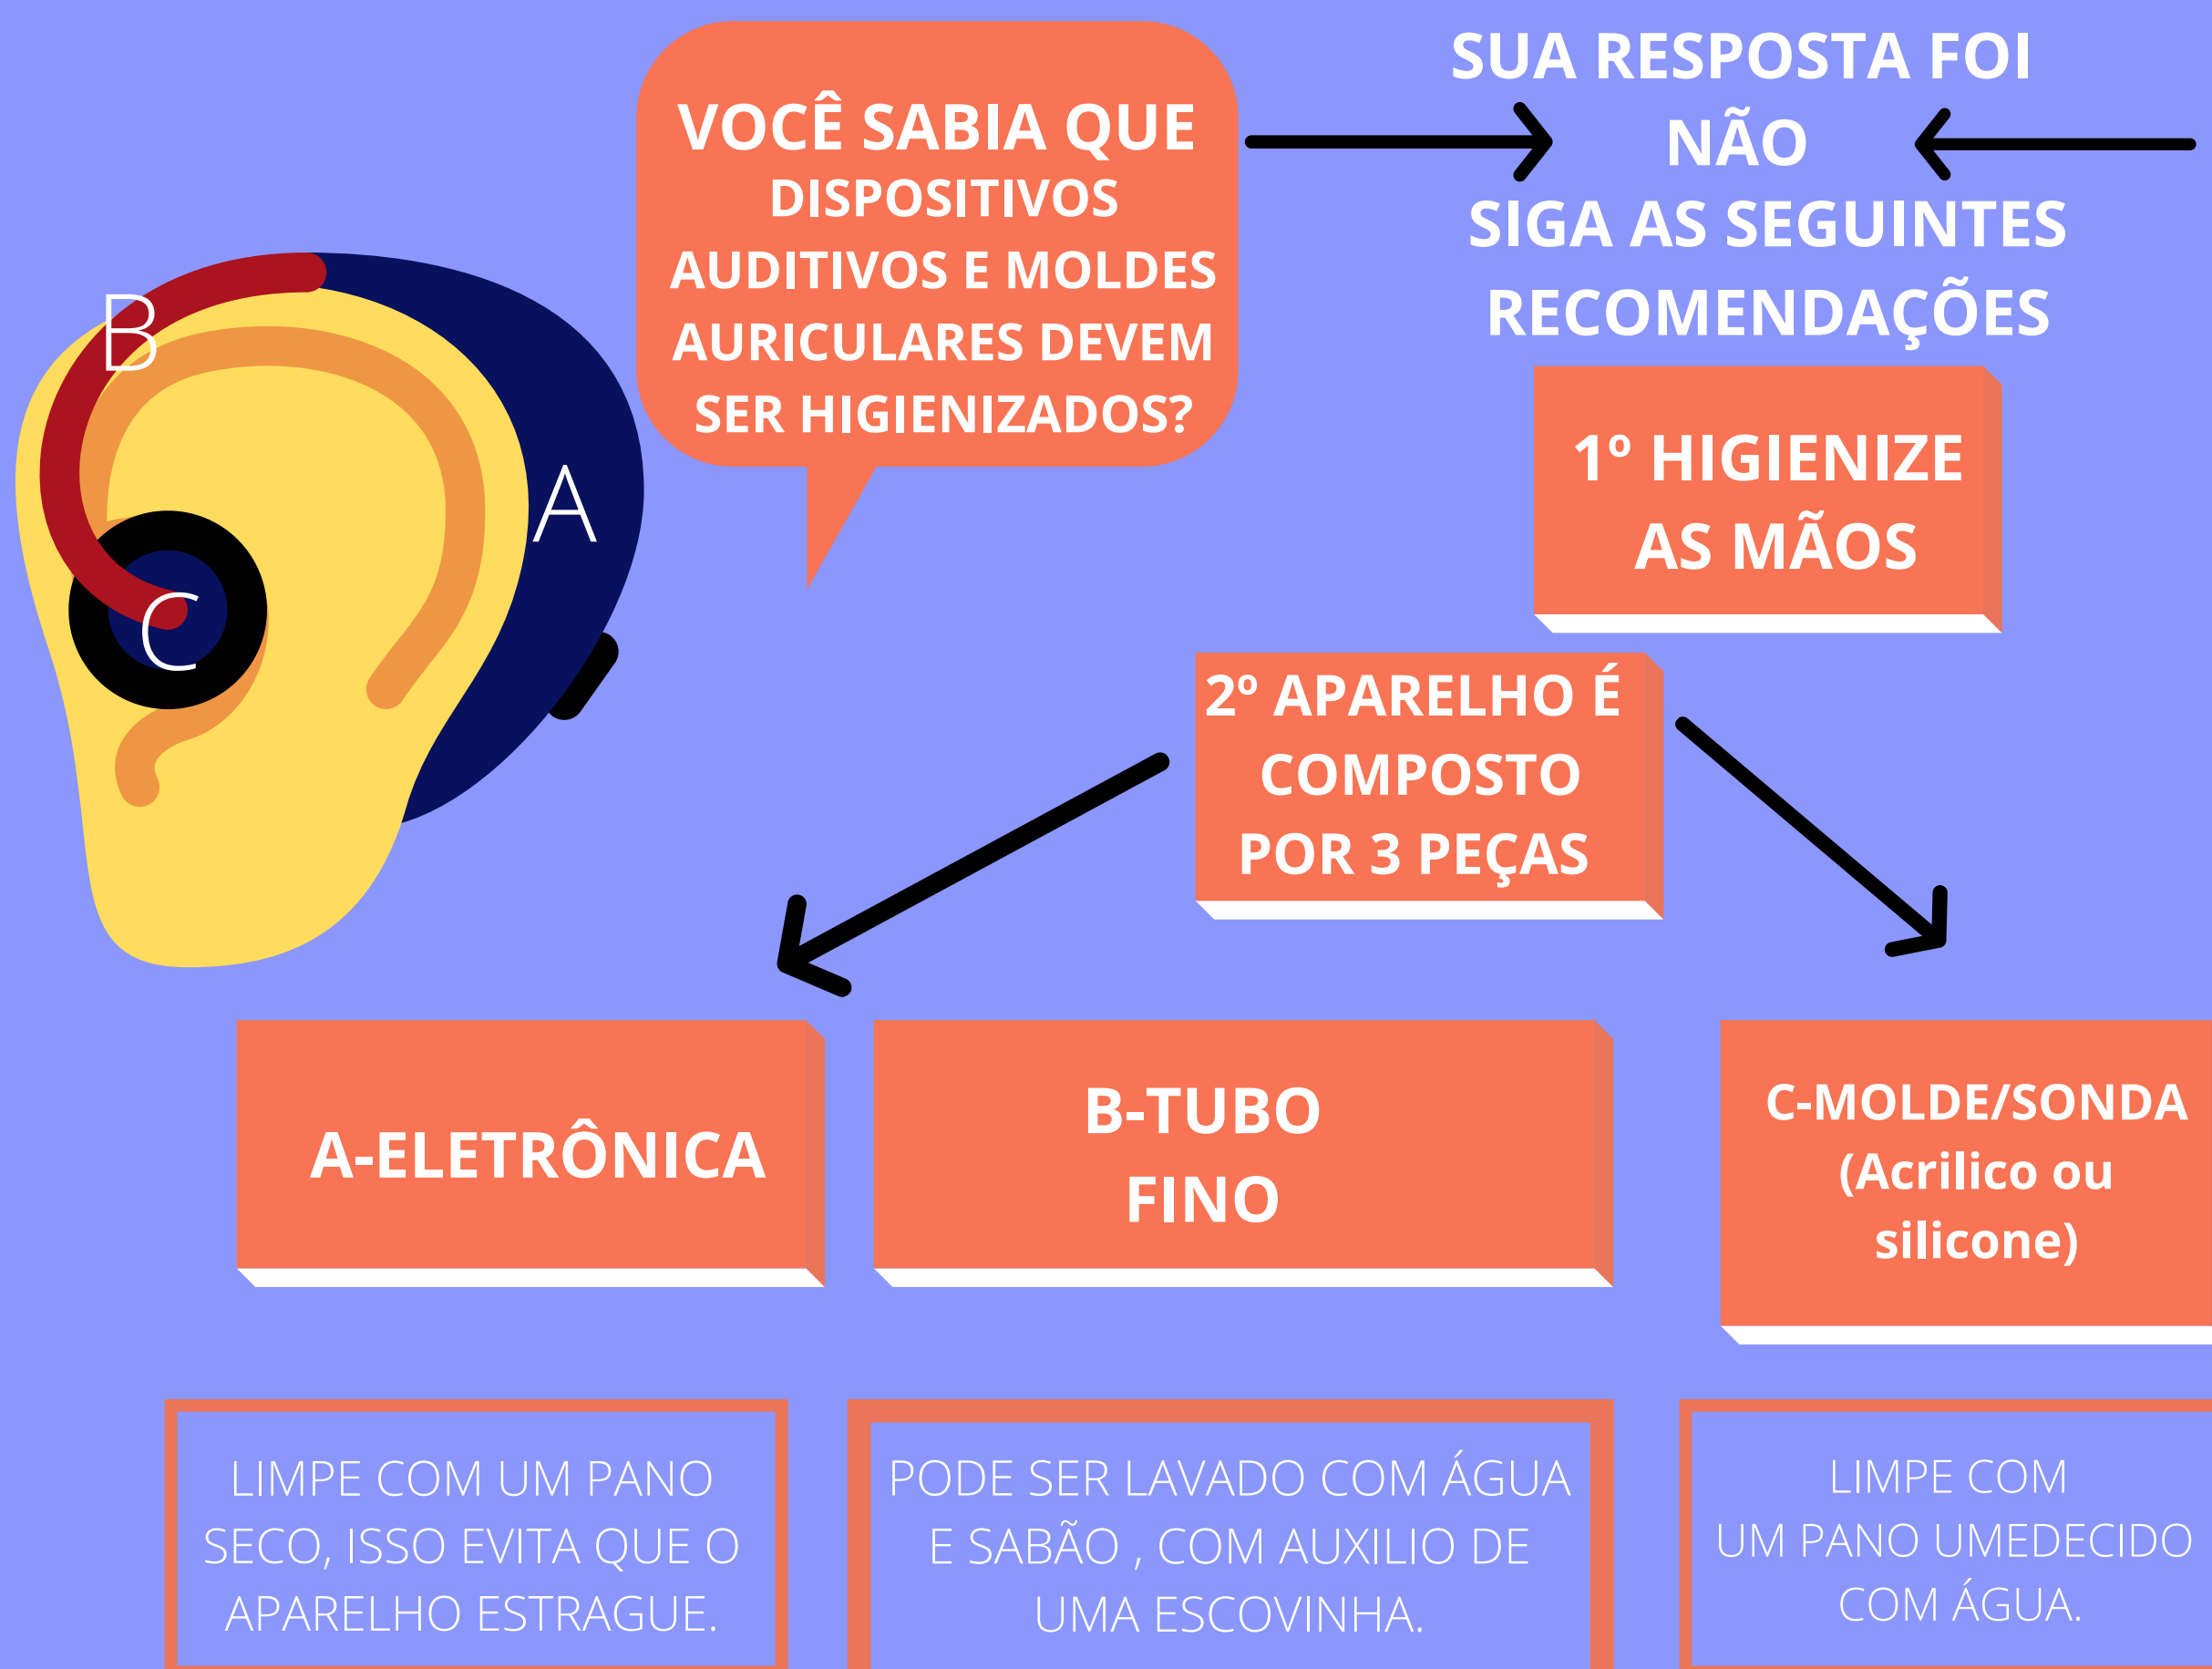 VOCÊ SABIA QUE
DISPOSITIVOS
AUDITIVOS E MOLDES
AURICULARES DEVEM
SER HIGIENIZADOS?
SUA RESPOSTA FOI
NÃO
SIGA AS SEGUINTES
RECOMENDAÇÕES
B
A
C
1º HIGIENIZE
AS MÃOS
2º APARELHO É
COMPOSTO
POR 3 PEÇAS
A-ELETRÔNICA
B-TUBO
FINO
C-MOLDE/SONDA
(Acrilico ou
silicone)
LIMPE COM UM PANO
SECO, ISSO EVITA QUE O
APARELHO ESTRAGUE.
PODE SER LAVADO COM ÁGUA
E SABÃO , COM AUXILIO DE
UMA ESCOVINHA.
LIMPE COM
UM PANO UMEDECIDO
COM ÁGUA.